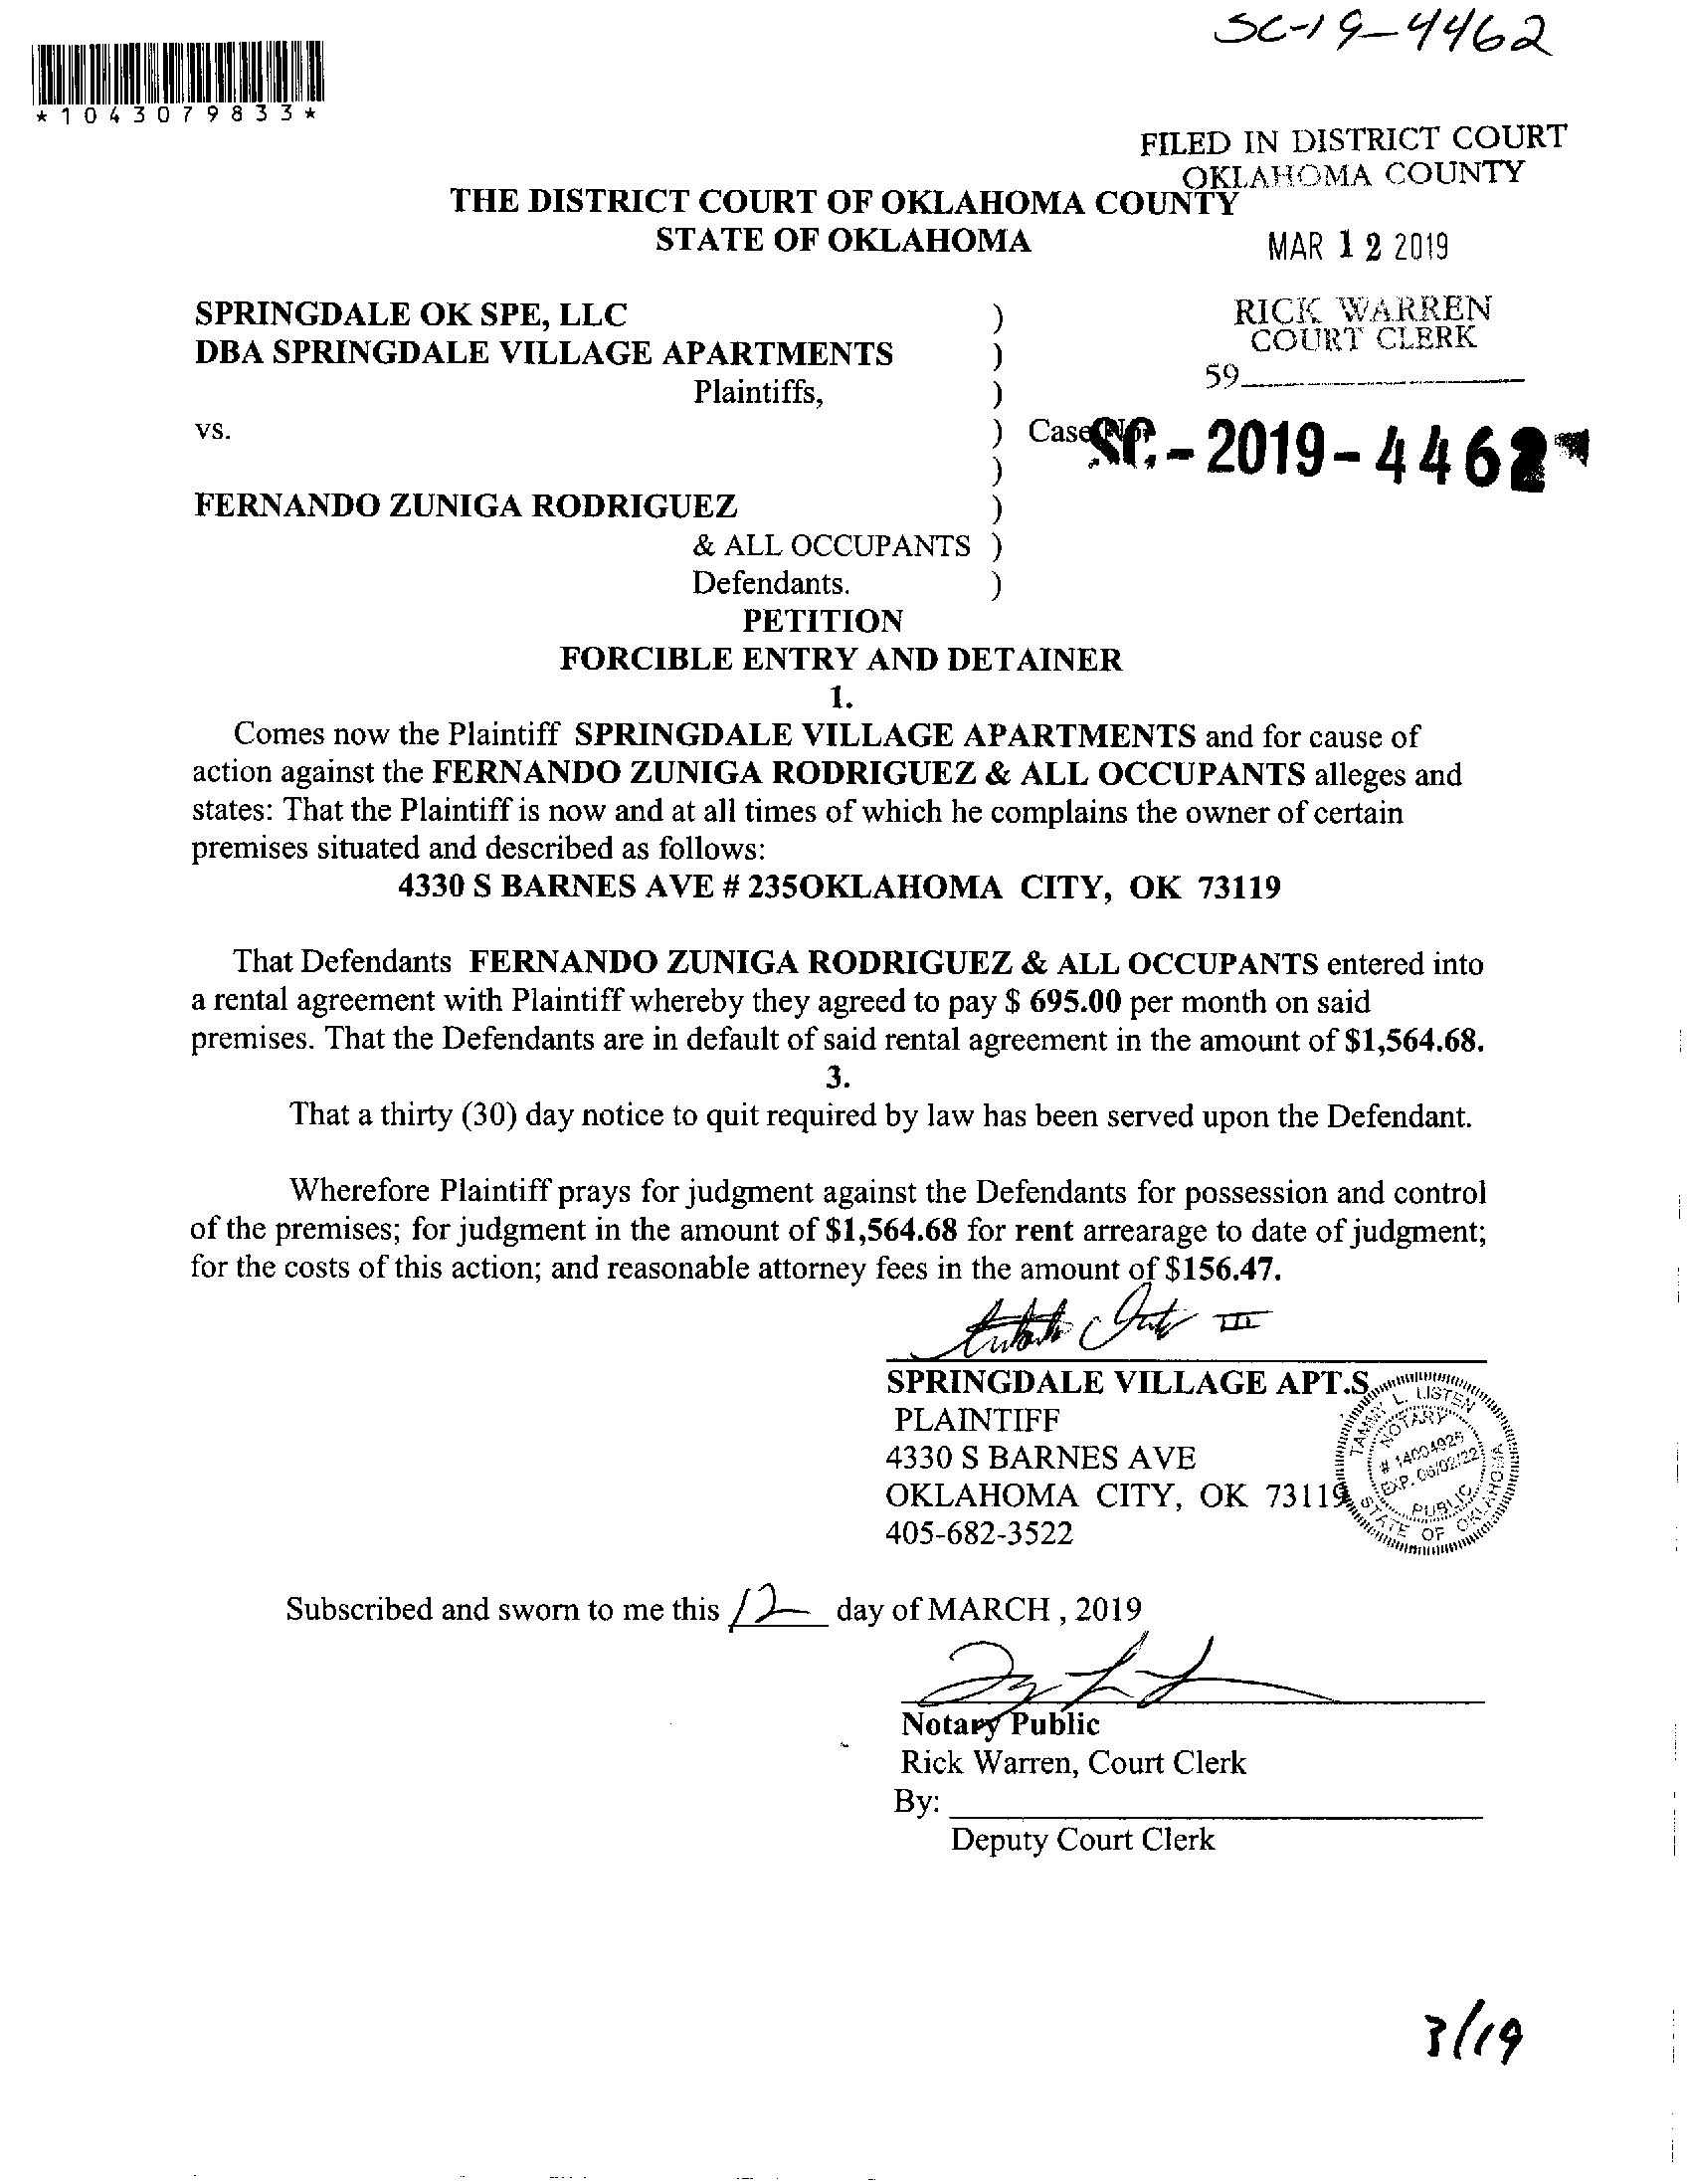 SC-19-4462
*1043079833*
FILED IN DISTRICT COURT
OKLAHOMA COUNTY
THE DISTRICT COURT OF OKLAHOMA COUNTY
STATE OF OKLAHOMA
MAR 12 2019
SPRINGDALE OK SPE, LLC )
RICK WARREN
DBA SPRINGDALE VILLAGE APARTMENTS )
COURT CLERK
Plaintiffs, )
59
vs. ) Case No.
SC.-2019-4462
)
FERNANDO ZUNIGA RODRIGUEZ )
& ALL OCCUPANTS )
Defendants. )
PETITION
FORCIBLE ENTRY AND DETAINER
1.
Comes now the Plaintiff SPRINGDALE VILLAGE APARTMENTS and for cause of
action against the FERNANDO ZUNIGA RODRIGUEZ & ALL OCCUPANTS alleges and
states: That the Plaintiff is now and at all times of which he complains the owner of certain
premises situated and described as follows:
4330 S BARNES AVE # 235OKLAHOMA CITY, OK 73119
That Defendants FERNANDO ZUNIGA RODRIGUEZ & ALL OCCUPANTS entered into
a rental agreement with Plaintiff whereby they agreed to pay $ 695.00 per month on said
premises. That the Defendants are in default of said rental agreement in the amount of $1,564.68.
3.
That a thirty (30) day notice to quit required by law has been served upon the Defendant.
Wherefore Plaintiff prays for judgment against the Defendants for possession and control
of the premises; for judgment in the amount of $1,564.68 for rent arrearage to date of judgment;
for the costs of this action; and reasonable attorney fees in the amount of $156.47.
III
SPRINGDALE VILLAGE APT.S
PLAINTIFF
4330 S BARNES AVE
OKLAHOMA CITY, OK 73119
405-682-3522
TAMMY L. LISTEN
NOTARY
# 14004925
EXP. 06/02/22
PUBLIC
STATE OF OKLAHOMA
Subscribed and sworn to me this 12 day of MARCH , 2019
Notary Public
Rick Warren, Court Clerk
By:
Deputy Court Clerk
3/19